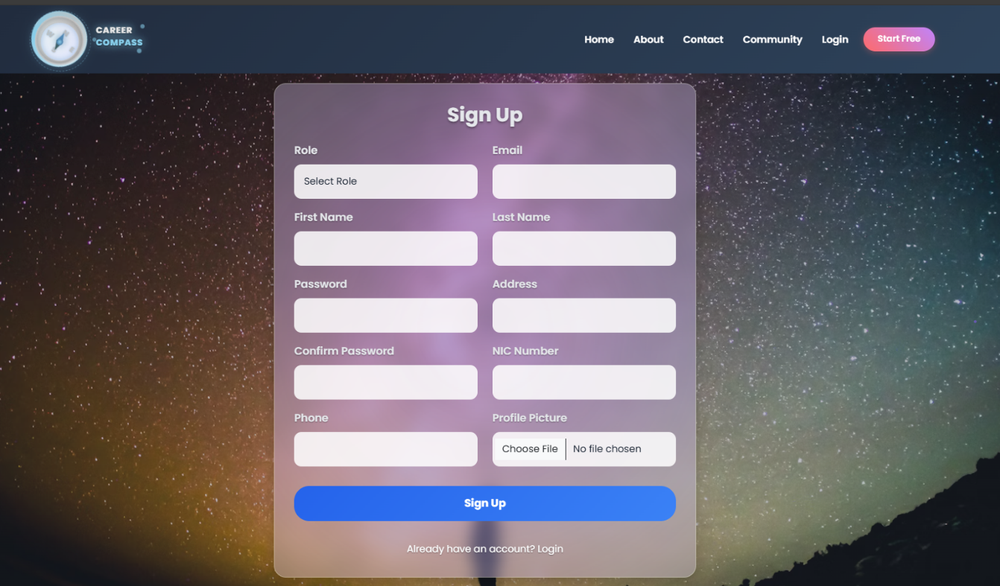 CAREER
COMPASS
Home About Contact Community Login Start Free
Sign Up
Role Email
Select Role
First Name Last Name
Password Address
Confirm Password NIC Number
Phone Profile Picture
Choose File No file chosen
Sign Up
Already have an account? Login